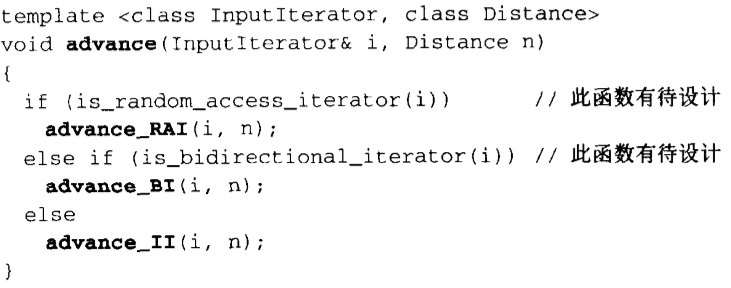 template <class InputIterator, class Distance>
void advance(InputIterator& i, Distance n)
{
  if (is_random_access_iterator(i))        // 此函数有待设计
    advance_RAI(i, n);
  else if (is_bidirectional_iterator(i)) // 此函数有待设计
    advance_BI(i, n);
  else
    advance_II(i, n);
}